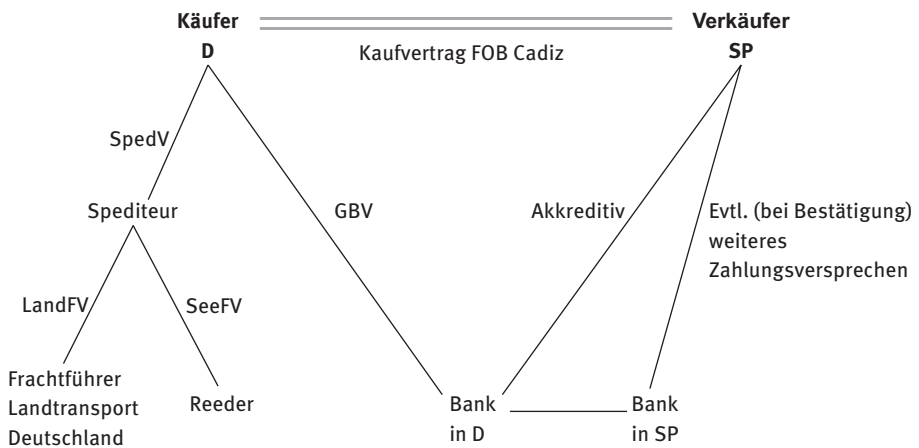 Käufer
Verkäufer
D
Kaufvertrag FOB Cadiz
SP
SpedV
Spediteur
GBV
Akkreditiv
Evtl. (bei Bestätigung)
weiteres
Zahlungsversprechen
LandFV
SeeFV
Frachtführer
Landtransport
Deutschland
Reeder
Bank
in D
Bank
in SP